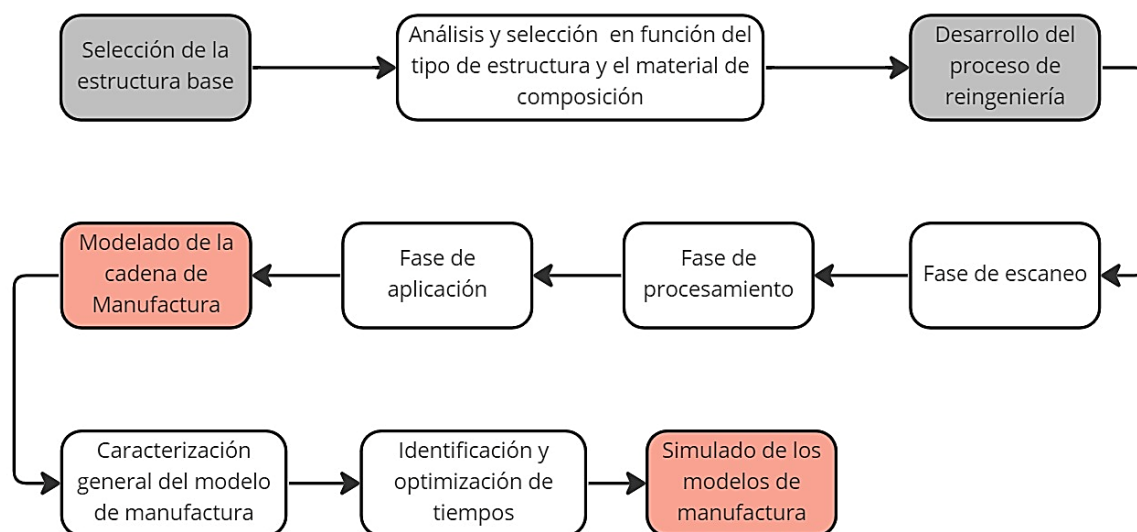 Selección de la
estructura base
Análisis y selección en función del
tipo de estructura y el material de
composición
Desarrollo del
proceso de
reingeniería
Fase de escaneo
Fase de
procesamiento
Fase de
aplicación
Modelado de la
cadena de
Manufactura
Caracterización
general del modelo
de manufactura
Identificación y
optimización de
tiempos
Simulado de los
modelos de
manufactura